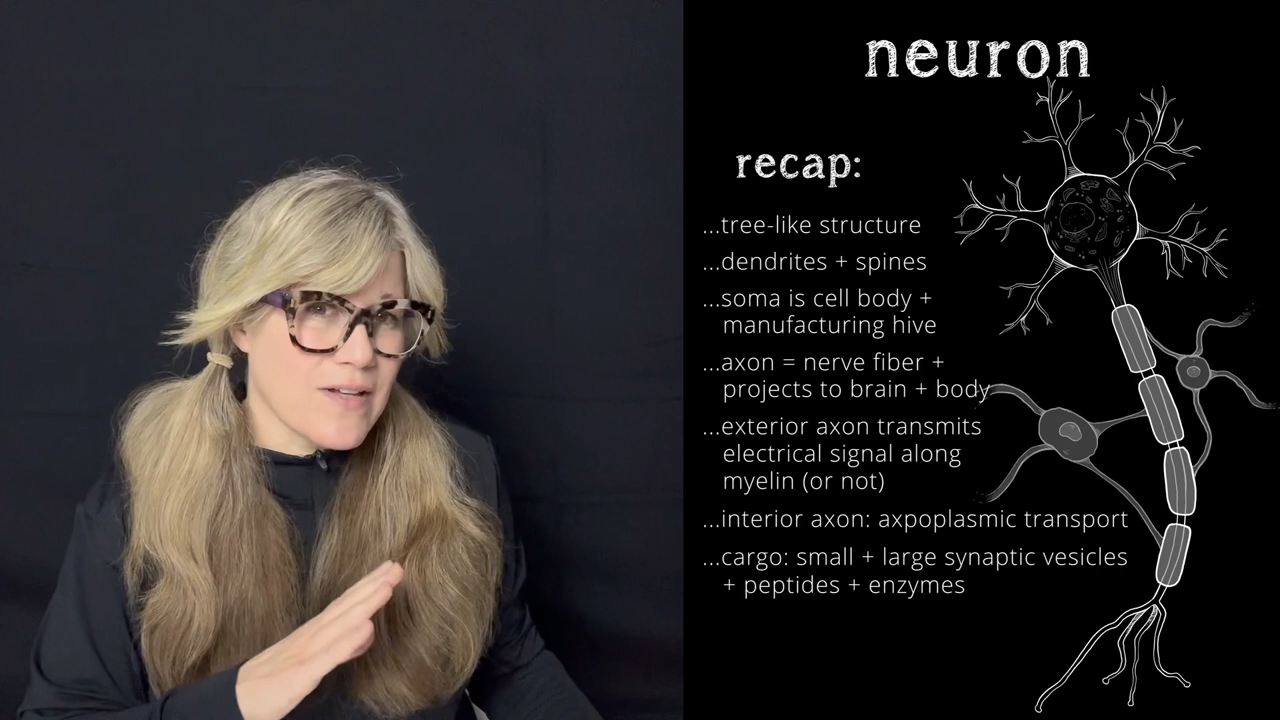 neuron
recap:
...tree-like structure
...dendrites + spines
...soma is cell body +
manufacturing hive
...axon = nerve fiber +
projects to brain + body
...exterior axon transmits
electrical signal along
myelin (or not)
...interior axon: axpoplasmic transport
...cargo: small + large synaptic vesicles
+ peptides + enzymes